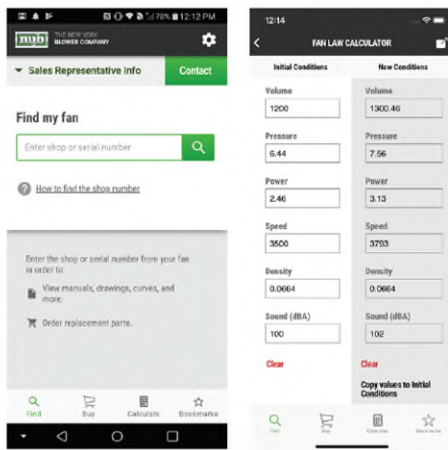 78% 12:12 PM
nyb
THE NEW YORK
BLOWER COMPANY
Sales Representative Info
Contact
Find my fan
Enter shop or serial number
How to find the shop number
Enter the shop or serial number from your fan
in order to:
View manuals, drawings, curves, and
more.
Order replacement parts.
Find Buy Calculate Bookmarks
12:14
FAN LAW CALCULATOR
Initial Conditions New Conditions
Volume Volume
1200 1300.46
Pressure Pressure
6.44 7.56
Power Power
2.46 3.13
Speed Speed
3500 3793
Density Density
0.0664 0.0664
Sound (dBA) Sound (dBA)
100 102
Clear Clear
Copy values to Initial
Conditions